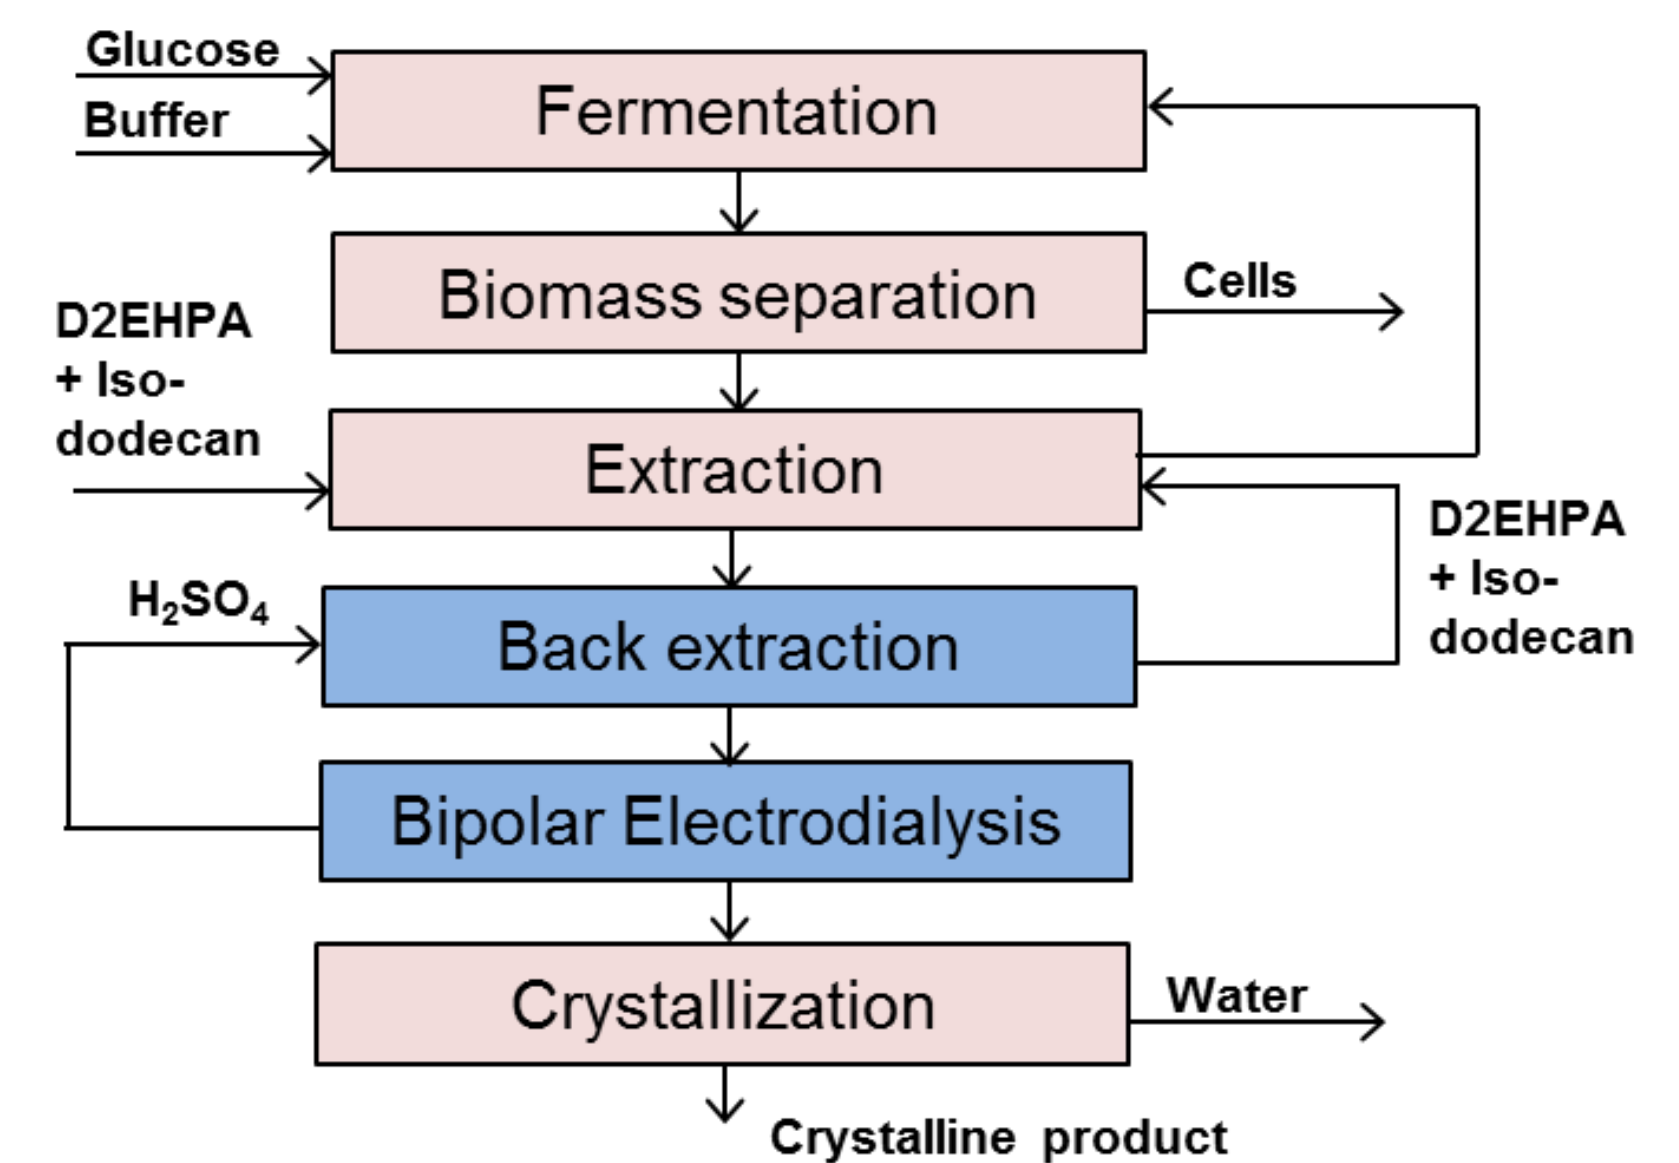 Glucose
Buffer
Fermentation
Biomass separation
Cells
D2EHPA
+ Iso-
dodecan
Extraction
D2EHPA
+ Iso-
dodecan
H₂SO₄
Back extraction
Bipolar Electrodialysis
Crystallization
Water
Crystalline product